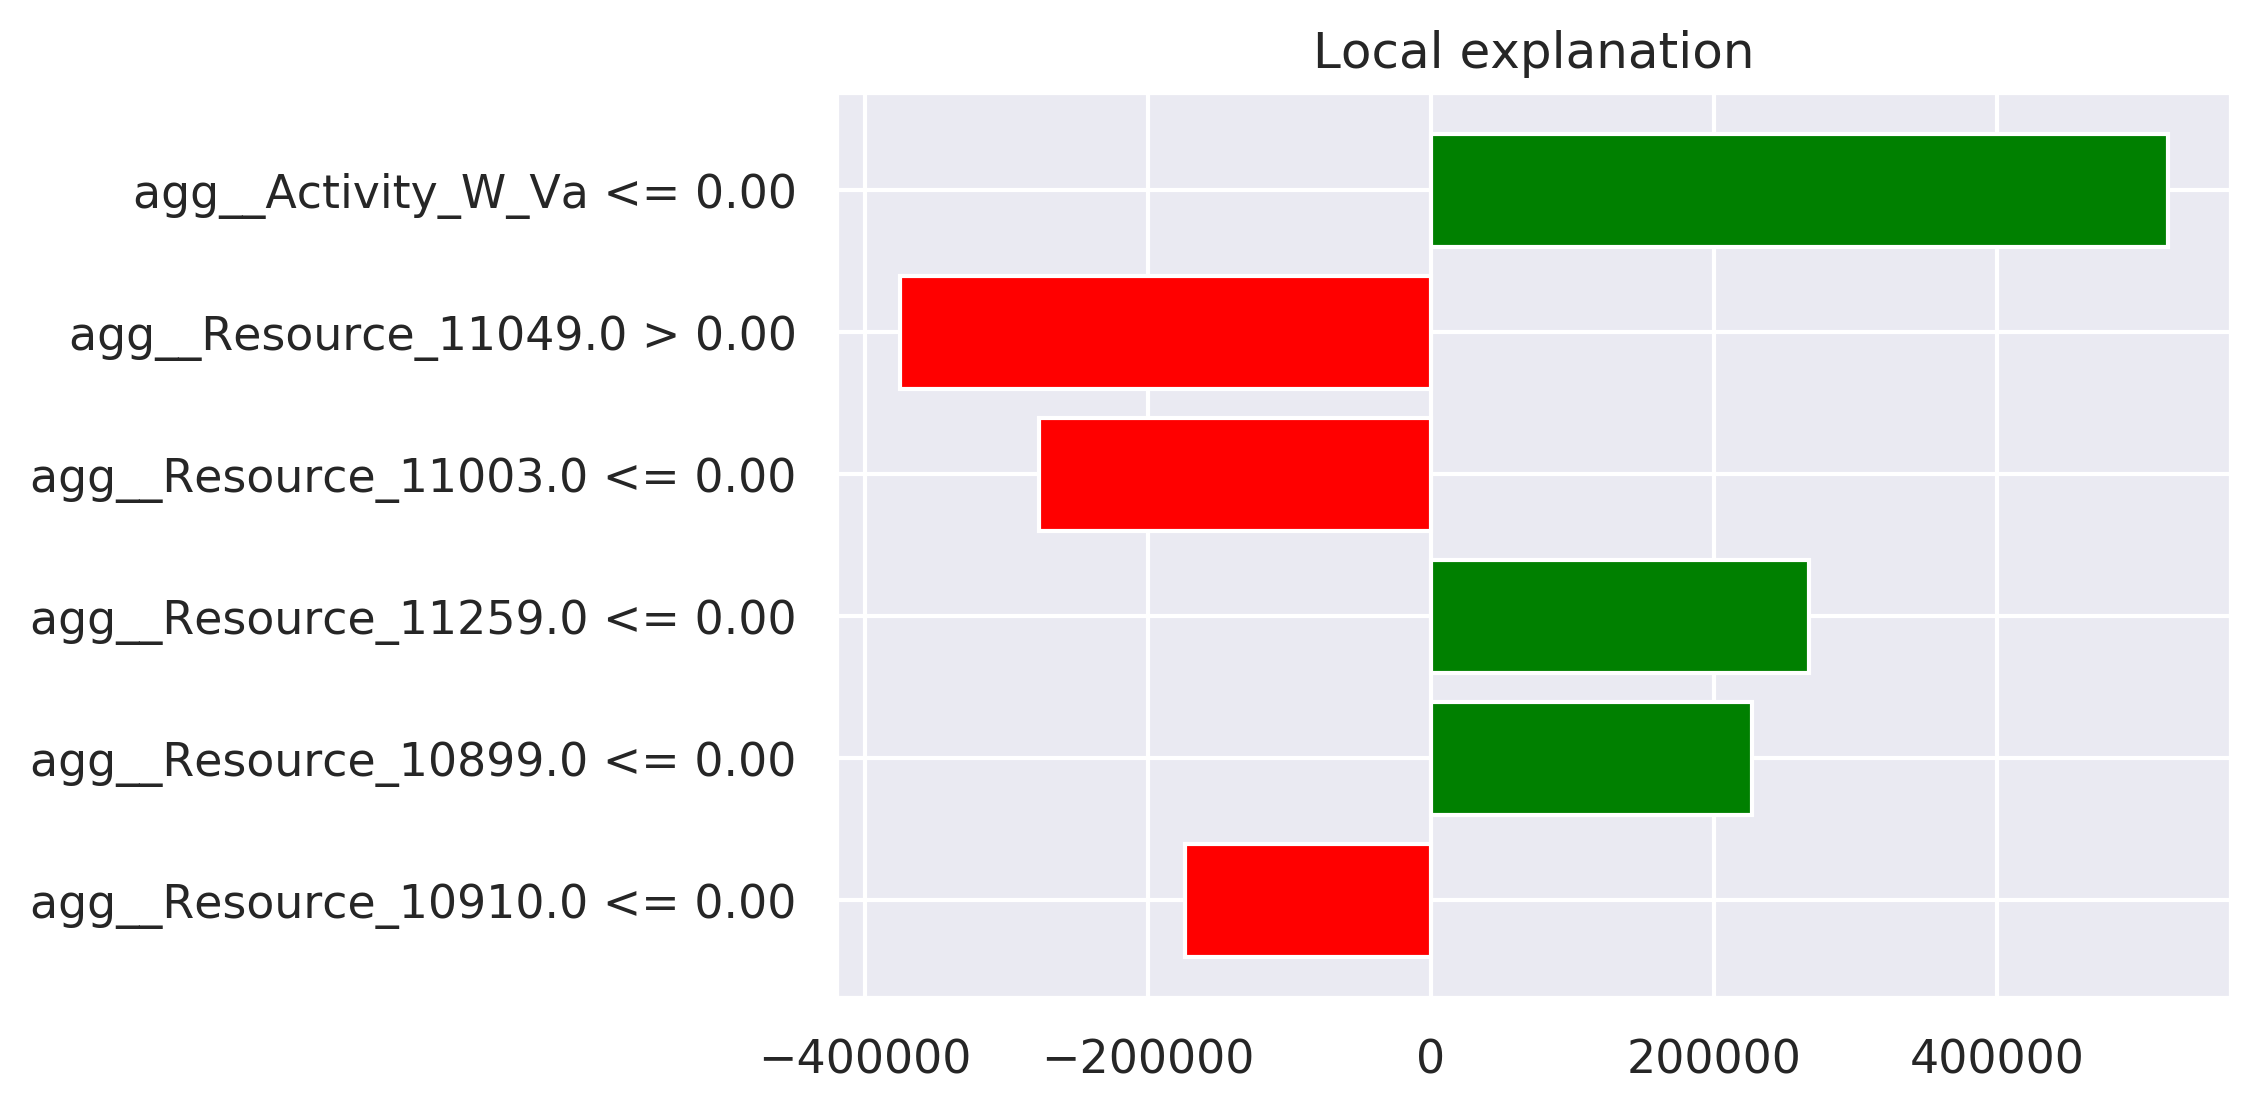 Local explanation
agg__Activity_W_Va <= 0.00
agg__Resource_11049.0 > 0.00
agg__Resource_11003.0 <= 0.00
agg__Resource_11259.0 <= 0.00
agg__Resource_10899.0 <= 0.00
agg__Resource_10910.0 <= 0.00
−400000 −200000 0 200000 400000